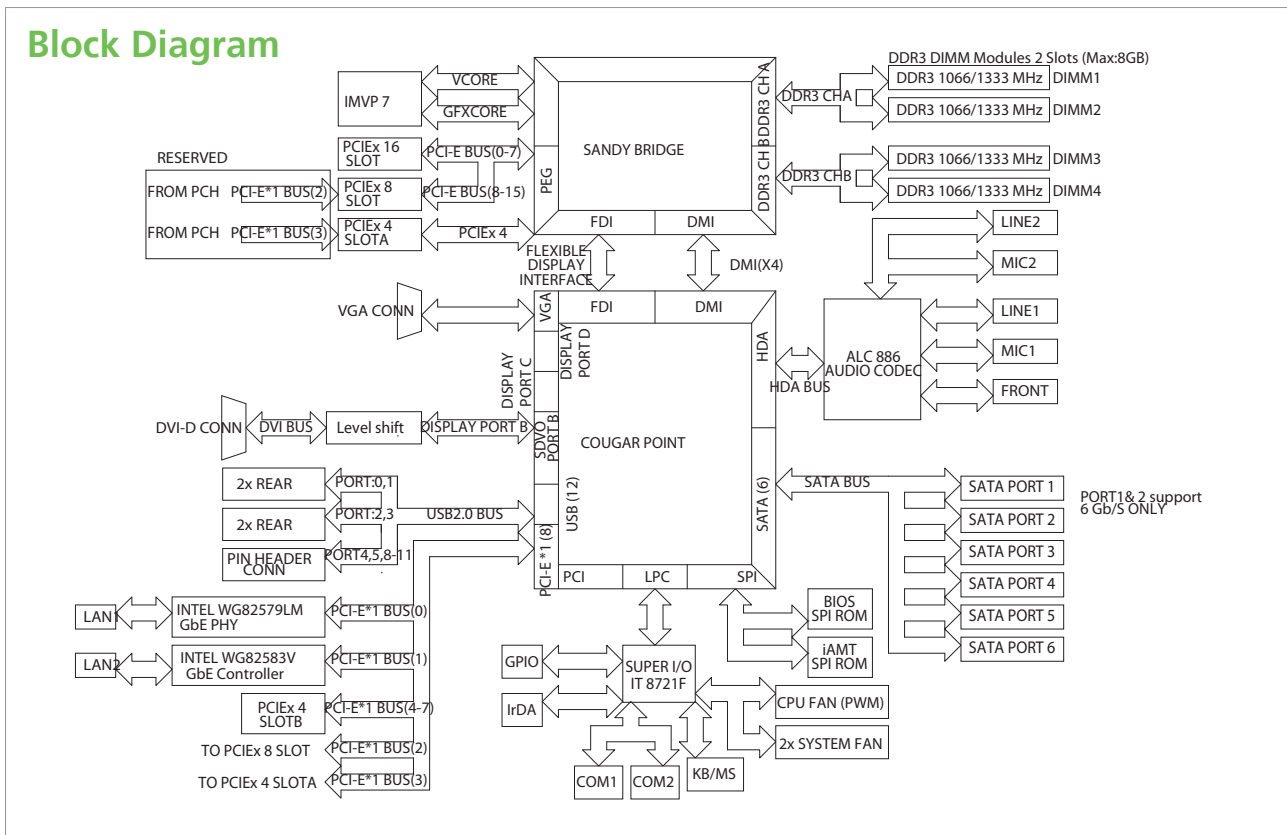 Block Diagram
DDR3 DIMM Modules 2 Slots (Max:8GB)
IMVP 7
VCORE
GFXCORE
DDR3 CH A
DDR3 CH B
DDR3 CHA
DDR3 1066/1333 MHz DIMM1
DDR3 1066/1333 MHz DIMM2
SANDY BRIDGE
RESERVED
PCIEx 16
SLOT
PCI-E BUS(0-7)
PEG
FROM PCH PCI-E*1 BUS(2)
PCIEx 8
SLOT
PCI-E BUS(8-15)
DDR3 CHB
DDR3 1066/1333 MHz DIMM3
DDR3 1066/1333 MHz DIMM4
FROM PCH PCI-E*1 BUS(3)
PCIEx 4
SLOTA
PCIEx 4
FDI
DMI
LINE2
FLEXIBLE
DISPLAY
INTERFACE
DMI(X4)
MIC2
VGA CONN
VGA
FDI
DMI
HDA
HDA BUS
ALC 886
AUDIO CODEC
LINE1
MIC1
FRONT
DISPLAY
PORT D
DISPLAY
PORT C
DVI-D CONN
DVI BUS
Level shift
DISPLAY PORT B
SDVO
PORT B
COUGAR POINT
2x REAR
PORT:0,1
2x REAR
PORT:2,3
USB2.0 BUS
USB (12)
PIN HEADER
CONN
PORT4,5,8-11
PCI-E *1 (8)
SATA (6)
SATA BUS
SATA PORT 1
SATA PORT 2
SATA PORT 3
SATA PORT 4
SATA PORT 5
SATA PORT 6
PORT1& 2 support
6 Gb/S ONLY
PCI
LPC
SPI
BIOS
SPI ROM
iAMT
SPI ROM
LAN1
INTEL WG82579LM
GbE PHY
PCI-E*1 BUS(0)
LAN2
INTEL WG82583V
GbE Controller
PCI-E*1 BUS(1)
PCIEx 4
SLOTB
PCI-E*1 BUS(4-7)
TO PCIEx 8 SLOT
PCI-E*1 BUS(2)
TO PCIEx 4 SLOTA
PCI-E*1 BUS(3)
GPIO
IrDA
SUPER I/O
IT 8721F
CPU FAN (PWM)
2x SYSTEM FAN
COM1
COM2
KB/MS